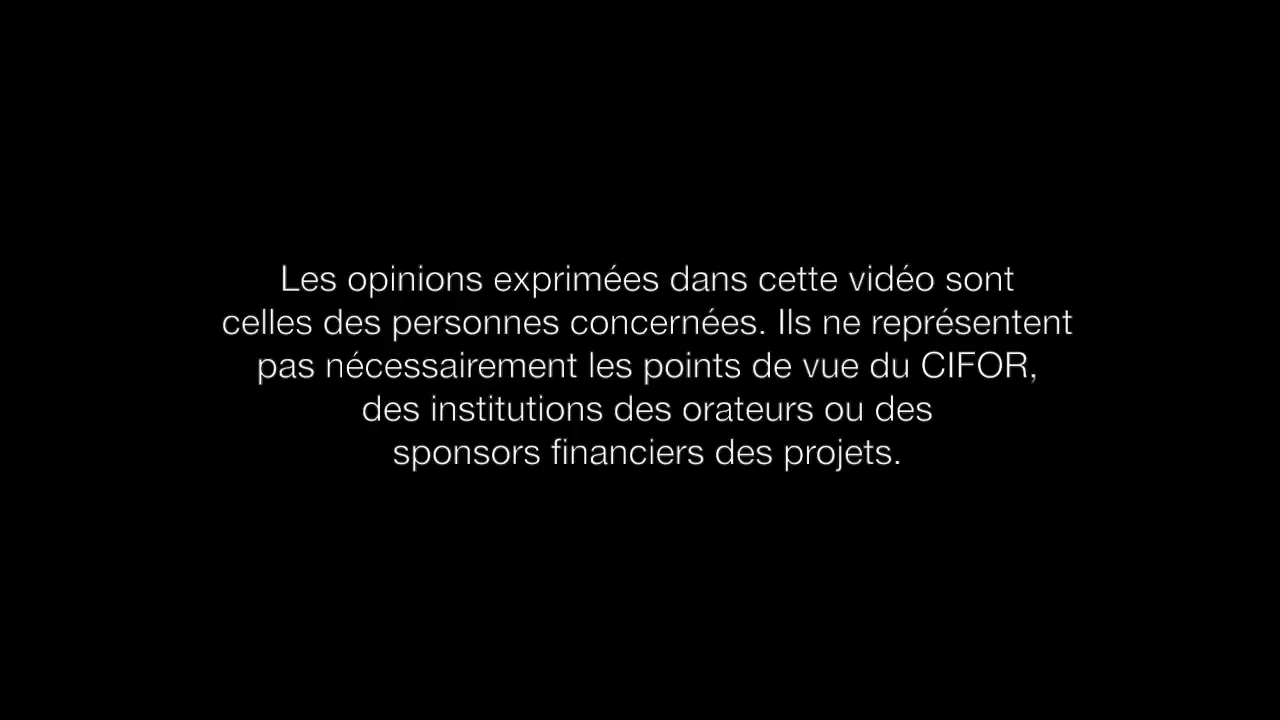 Les opinions exprimées dans cette vidéo sont
celles des personnes concernées. Ils ne représentent
pas nécessairement les points de vue du CIFOR,
des institutions des orateurs ou des
sponsors financiers des projets.